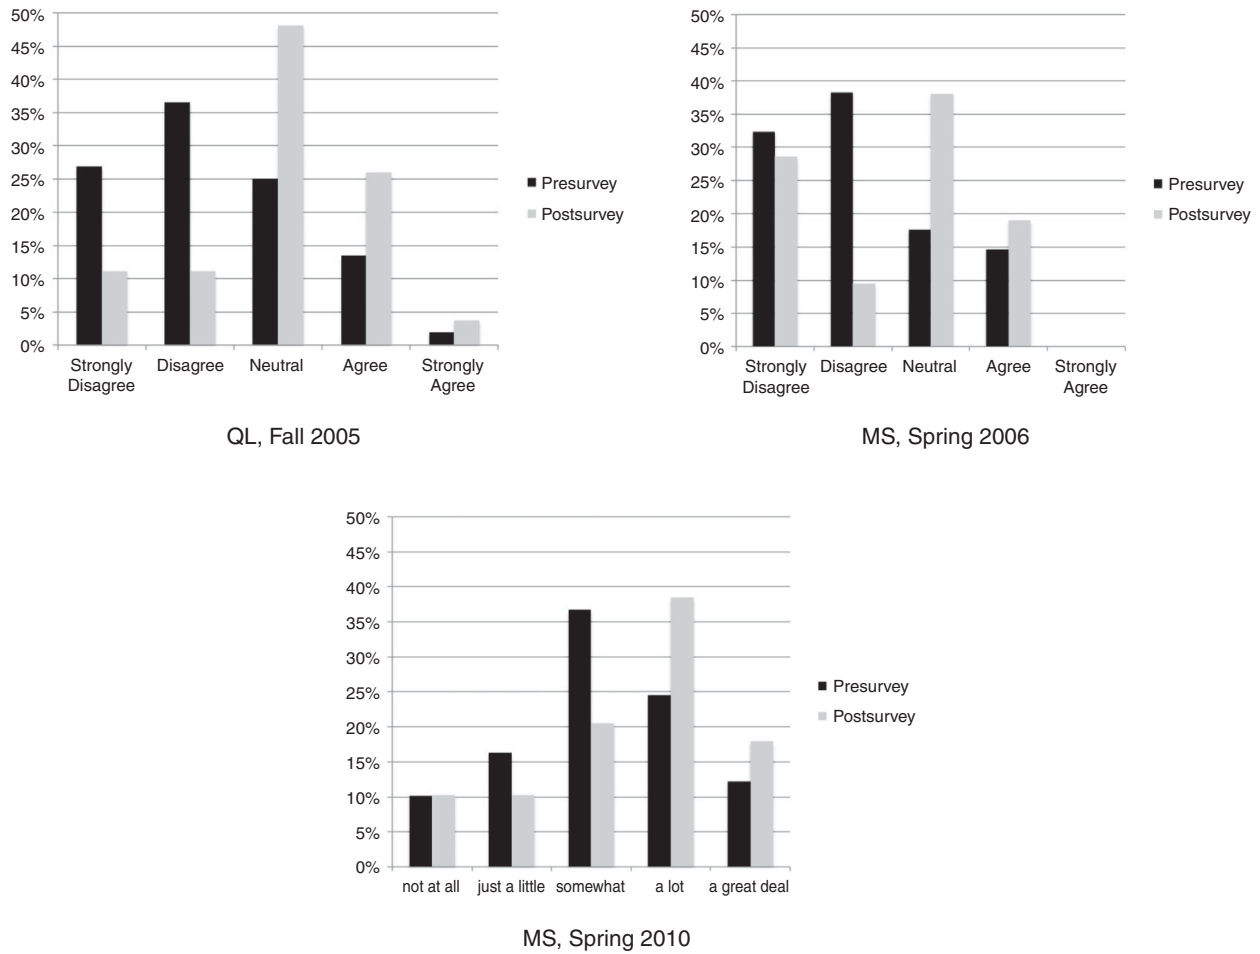 50%
45%
40%
35%
30%
25%
20%
15%
10%
5%
0%
Strongly Disagree
Disagree
Neutral
Agree
Strongly Agree
Presurvey
Postsurvey
QL, Fall 2005
50%
45%
40%
35%
30%
25%
20%
15%
10%
5%
0%
Strongly Disagree
Disagree
Neutral
Agree
Strongly Agree
Presurvey
Postsurvey
MS, Spring 2006
50%
45%
40%
35%
30%
25%
20%
15%
10%
5%
0%
not at all
just a little
somewhat
a lot
a great deal
Presurvey
Postsurvey
MS, Spring 2010